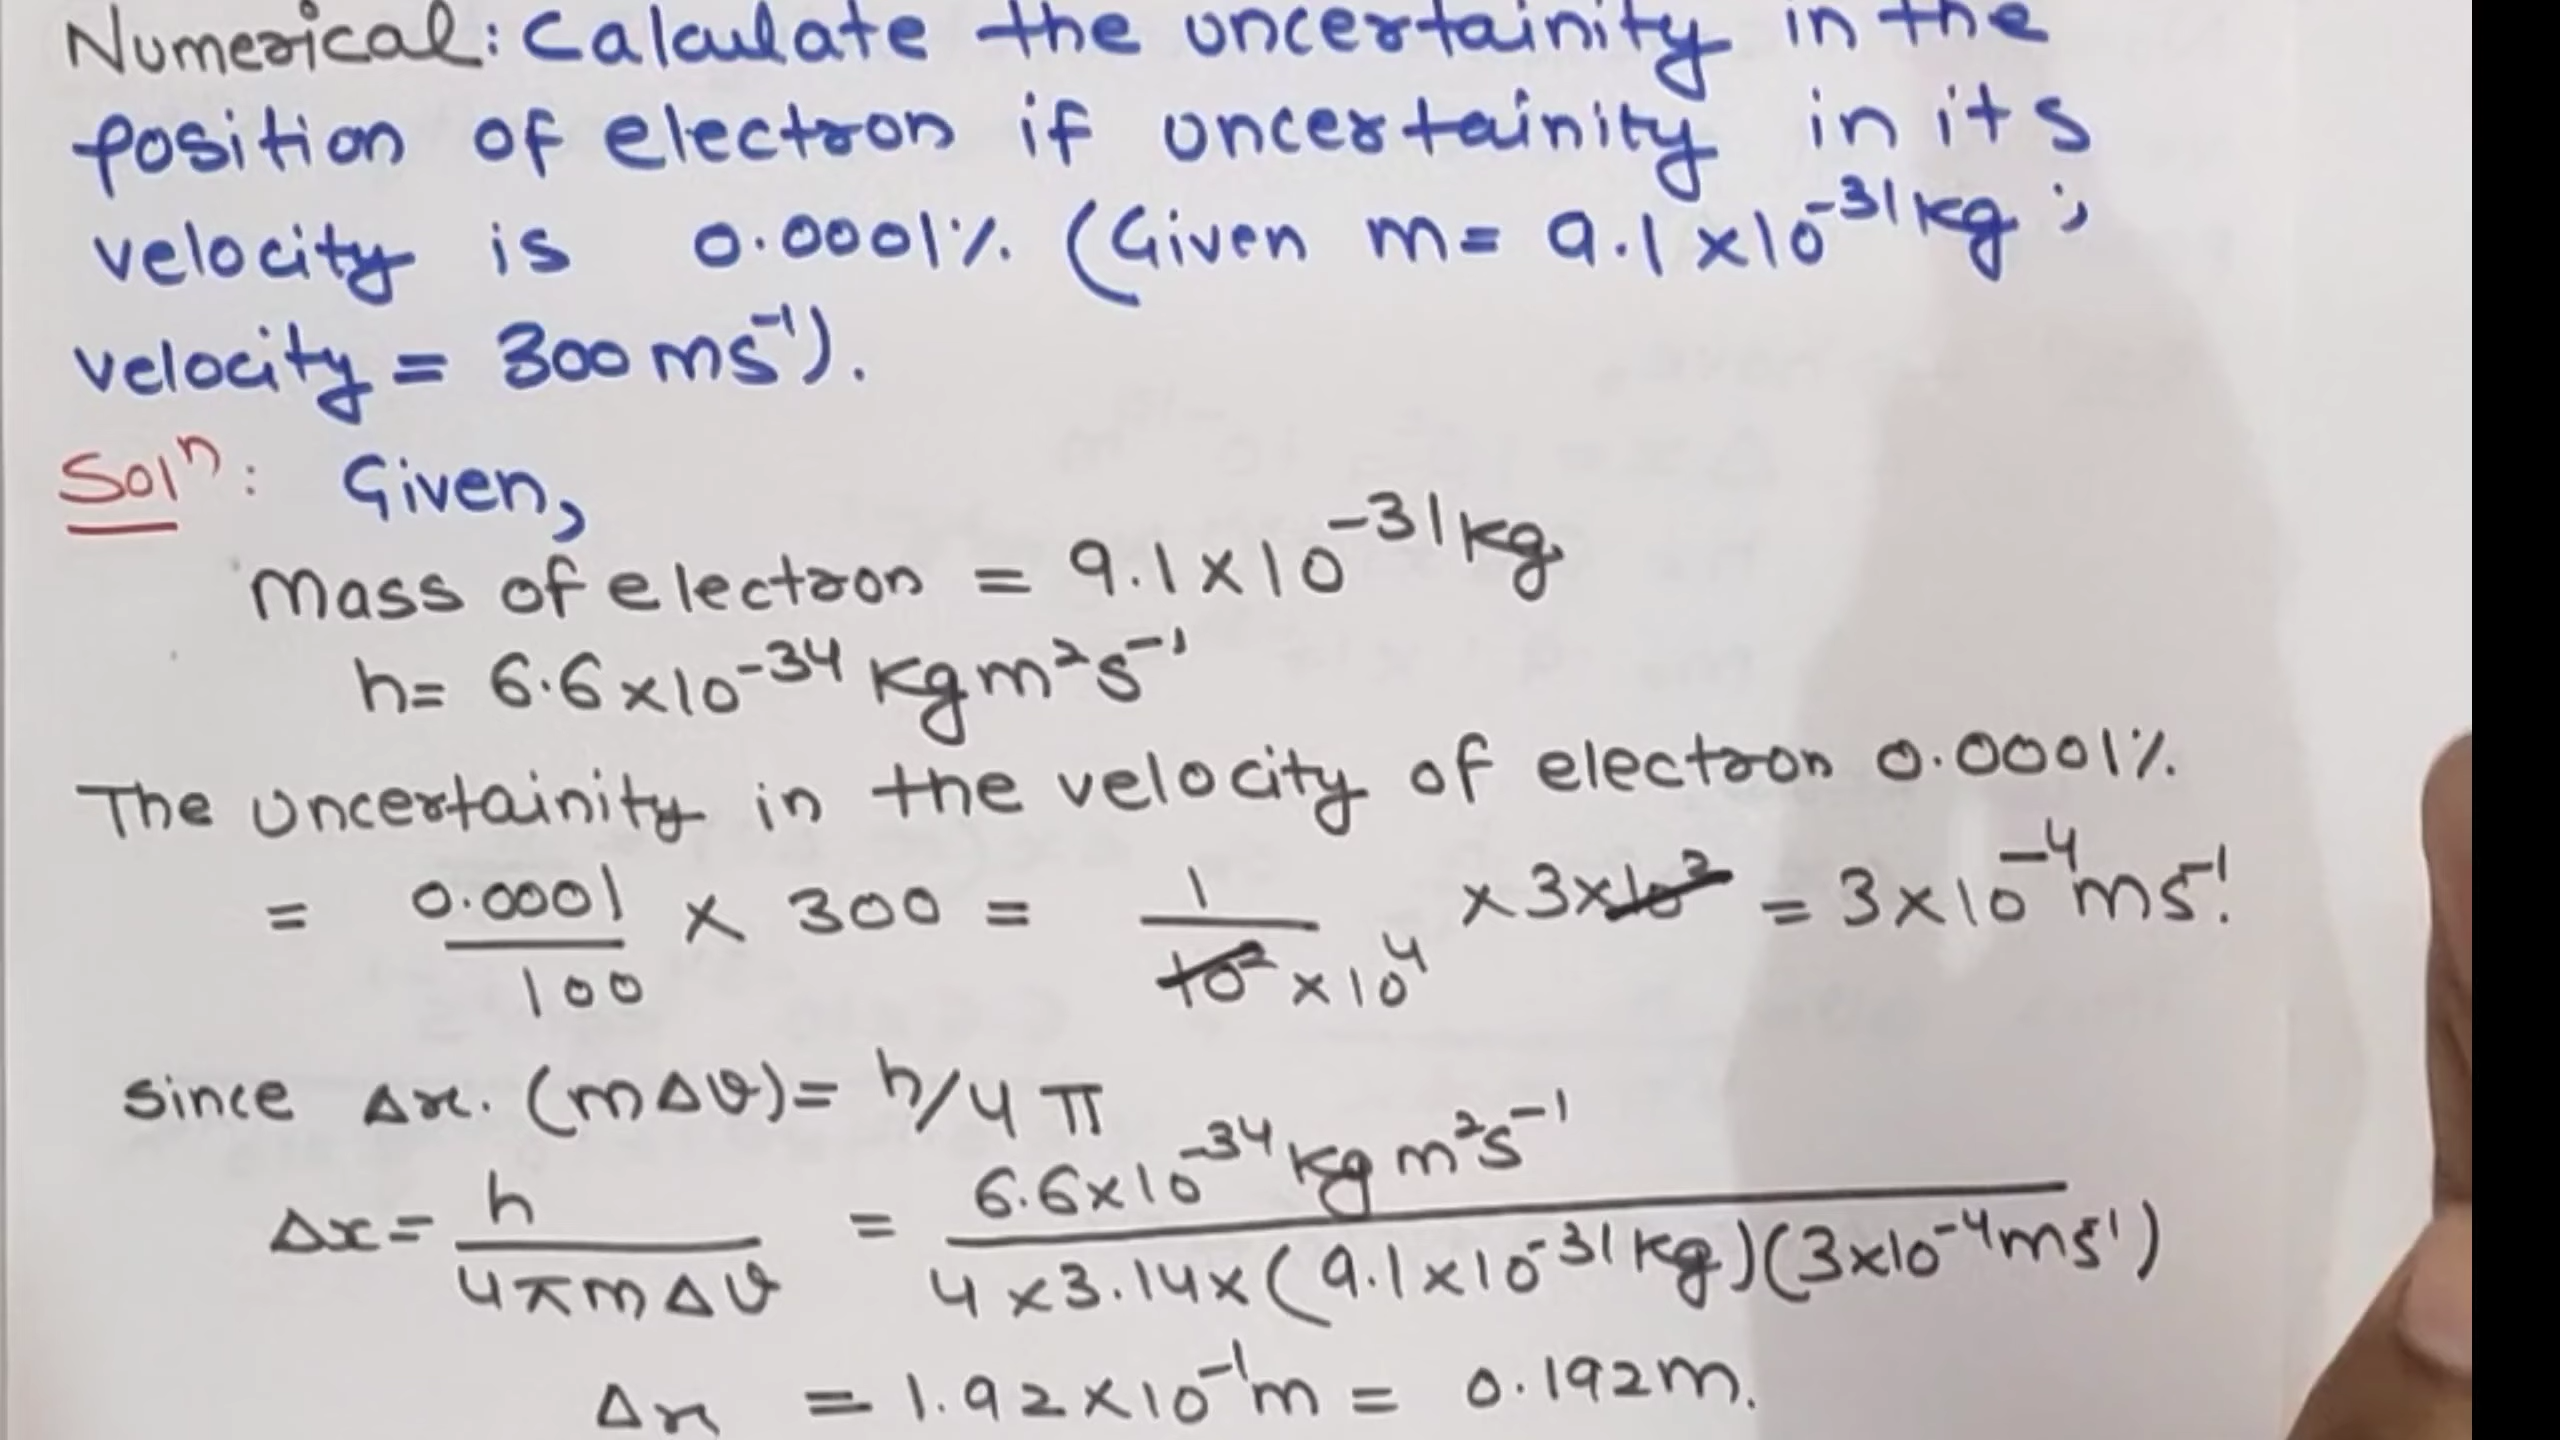 Numerical: Calculate the uncertainity in the
position of electron if uncertainity in its
velocity is 0.0001% (Given m= 9.1×10⁻³¹kg;
velocity = 300 ms⁻¹).
Solⁿ: Given,
Mass of electron = 9.1×10⁻³¹kg.
h= 6.6×10⁻³⁴ kgm²s⁻¹
The uncertainity in the velocity of electron 0.0001%
= 0.0001/100 × 300 = 1/10²×10⁴ ×3×10² = 3×10⁻⁴ms⁻¹.
since Δx. (mΔv)= h/4π
Δx= h/4πmΔv = 6.6×10⁻³⁴kg m²s⁻¹/4×3.14×(9.1×10⁻³¹kg)(3×10⁻⁴ms⁻¹)
Δx = 1.92×10⁻¹m = 0.192m.